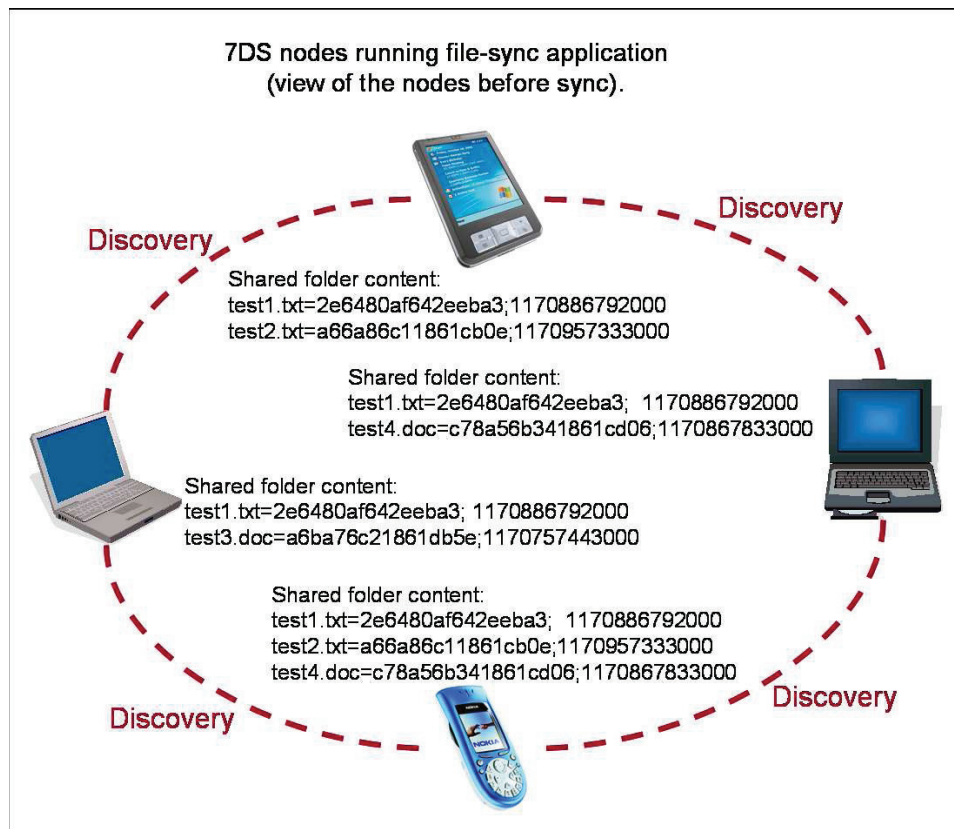 7DS nodes running file-sync application
(view of the nodes before sync).
Discovery
Discovery
Shared folder content:
test1.txt=2e6480af642eeba3;1170886792000
test2.txt=a66a86c11861cb0e;1170957333000
Shared folder content:
test1.txt=2e6480af642eeba3; 1170886792000
test4.doc=c78a56b341861cd06;1170867833000
Shared folder content:
test1.txt=2e6480af642eeba3; 1170886792000
test3.doc=a6ba76c21861db5e;1170757443000
Shared folder content:
test1.txt=2e6480af642eeba3; 1170886792000
test2.txt=a66a86c11861cb0e;1170957333000
test4.doc=c78a56b341861cd06;1170867833000
Discovery
Discovery
NOKIA